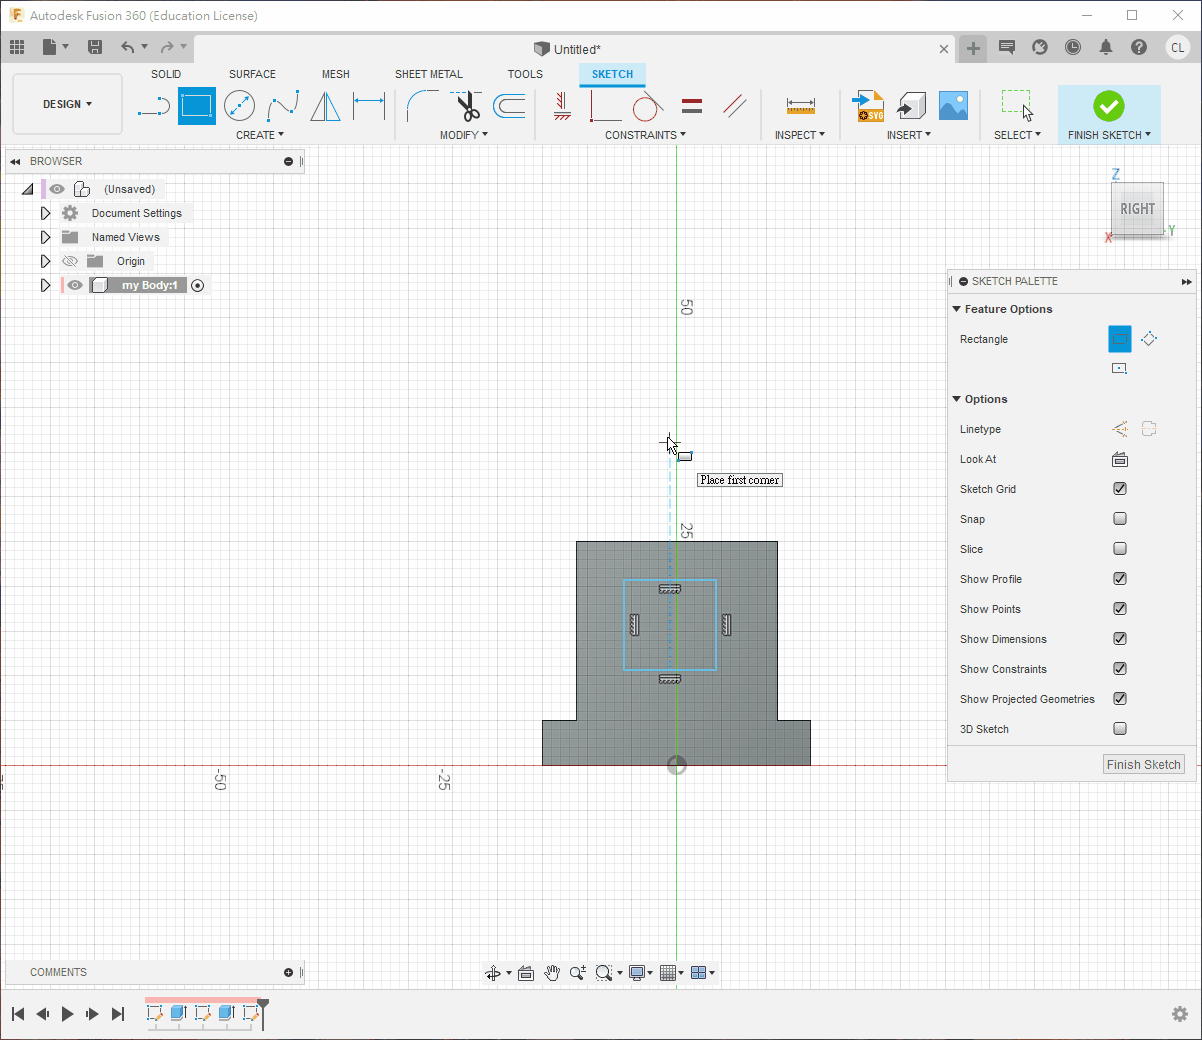 Autodesk Fusion 360 (Education License)
Untitled*
CL
SOLID SURFACE MESH SHEET METAL TOOLS SKETCH
DESIGN
SVG
CREATE MODIFY CONSTRAINTS INSPECT INSERT SELECT FINISH SKETCH
BROWSER
(Unsaved)
Document Settings
Named Views
Origin
my Body:1
Z
RIGHT
X
Y
SKETCH PALETTE
Feature Options
Rectangle
Options
Linetype
Look At
Sketch Grid
Snap
Slice
Show Profile
Show Points
Show Dimensions
Show Constraints
Show Projected Geometries
3D Sketch
Finish Sketch
50
Place first corner
25
-50
-25
COMMENTS